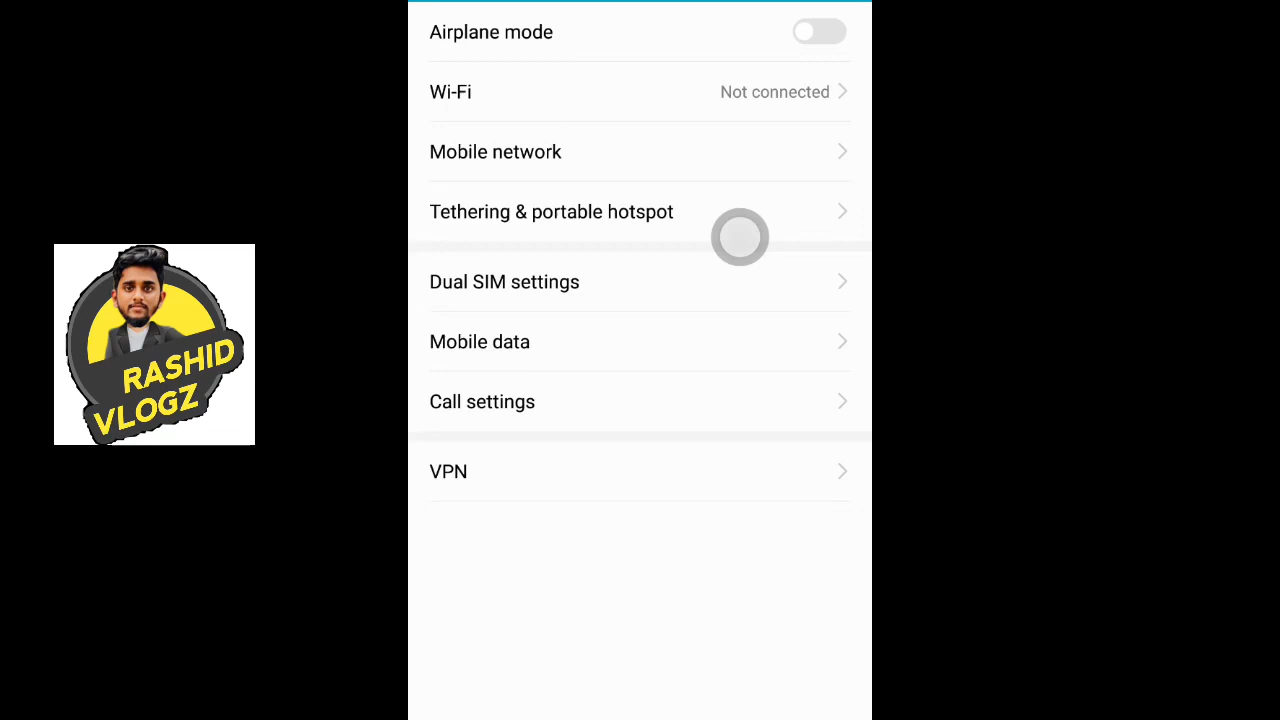 Airplane mode
Wi-Fi Not connected
Mobile network
Tethering & portable hotspot
Dual SIM settings
Mobile data
Call settings
VPN
RASHID
VLOGZ